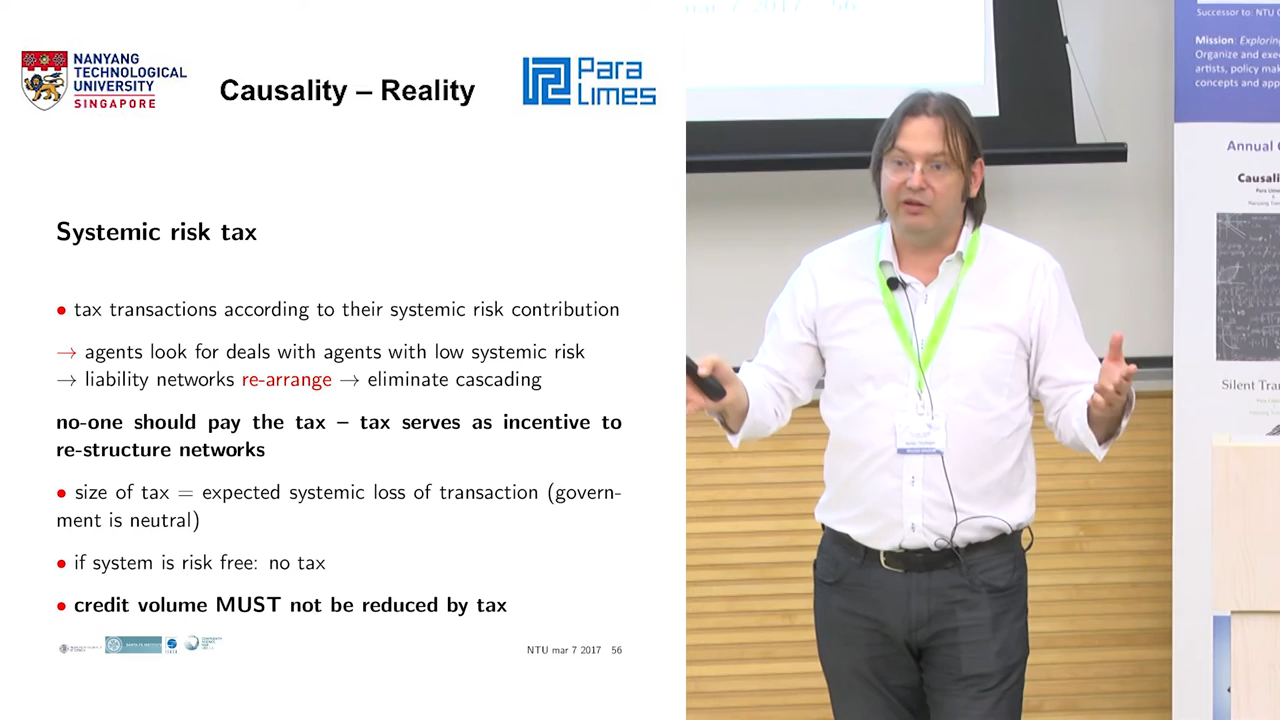 NANYANG
TECHNOLOGICAL
UNIVERSITY
SINGAPORE
Causality – Reality
Para
Limes
Systemic risk tax
• tax transactions according to their systemic risk contribution
→ agents look for deals with agents with low systemic risk
→ liability networks re-arrange → eliminate cascading
no-one should pay the tax – tax serves as incentive to
re-structure networks
• size of tax = expected systemic loss of transaction (govern-
ment is neutral)
• if system is risk free: no tax
• credit volume MUST not be reduced by tax
NTU mar 7 2017 56
mar 7 2017 56
Successor to: NTU
Mission: Exploring
Organize and exe
artists, policy mak
concepts and app
Annual
Causali
Silent Tran